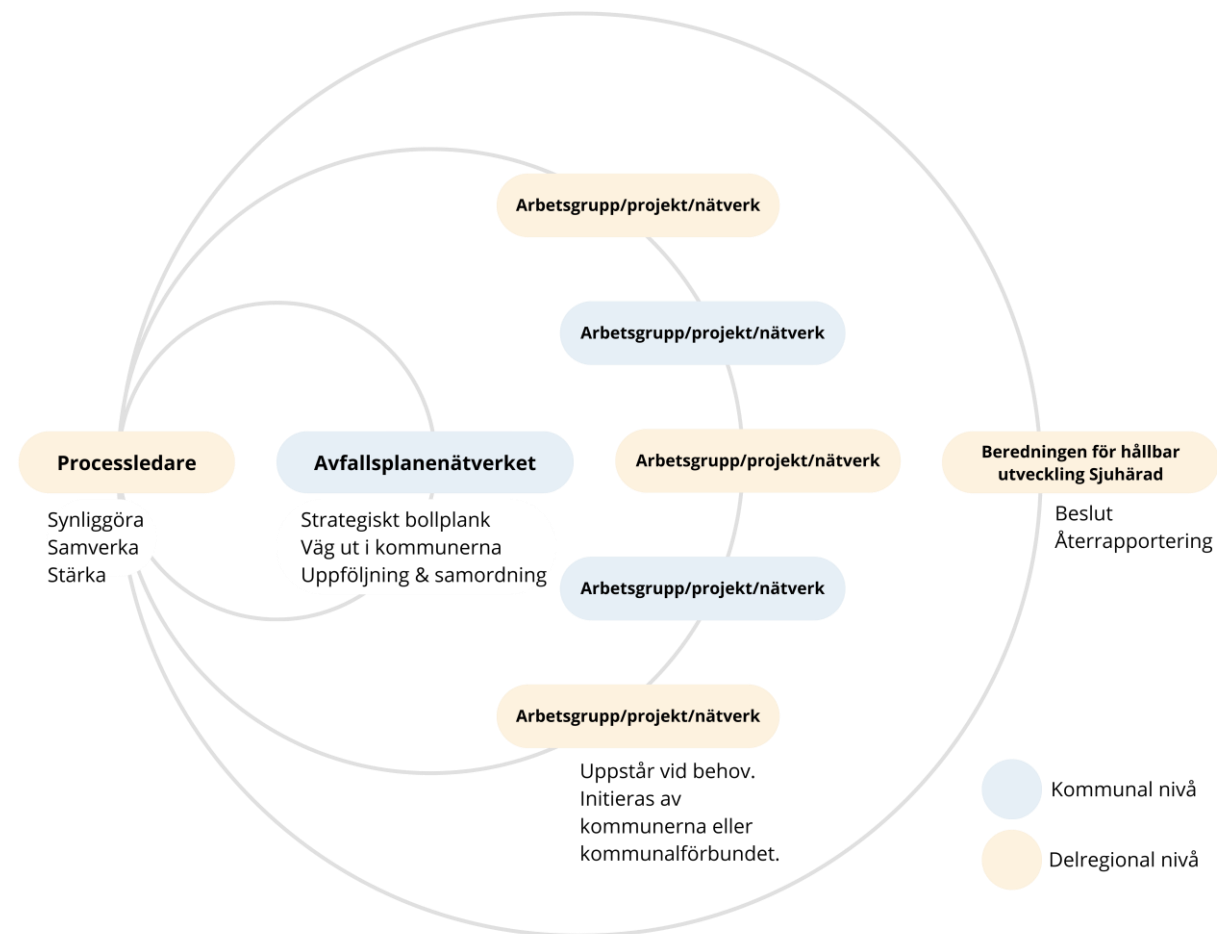 Arbetsgrupp/projekt/nätverk
Arbetsgrupp/projekt/nätverk
Processledare
Synliggöra
Samverka
Stärka
Avfallsplanenätverket
Strategiskt bollplank
Väg ut i kommunerna
Uppföljning & samordning
Arbetsgrupp/projekt/nätverk
Beredningen för hållbar
utveckling Sjuhärad
Beslut
Återrapportering
Arbetsgrupp/projekt/nätverk
Arbetsgrupp/projekt/nätverk
Uppstår vid behov.
Initieras av
kommunerna eller
kommunalförbundet.
Kommunal nivå
Delregional nivå